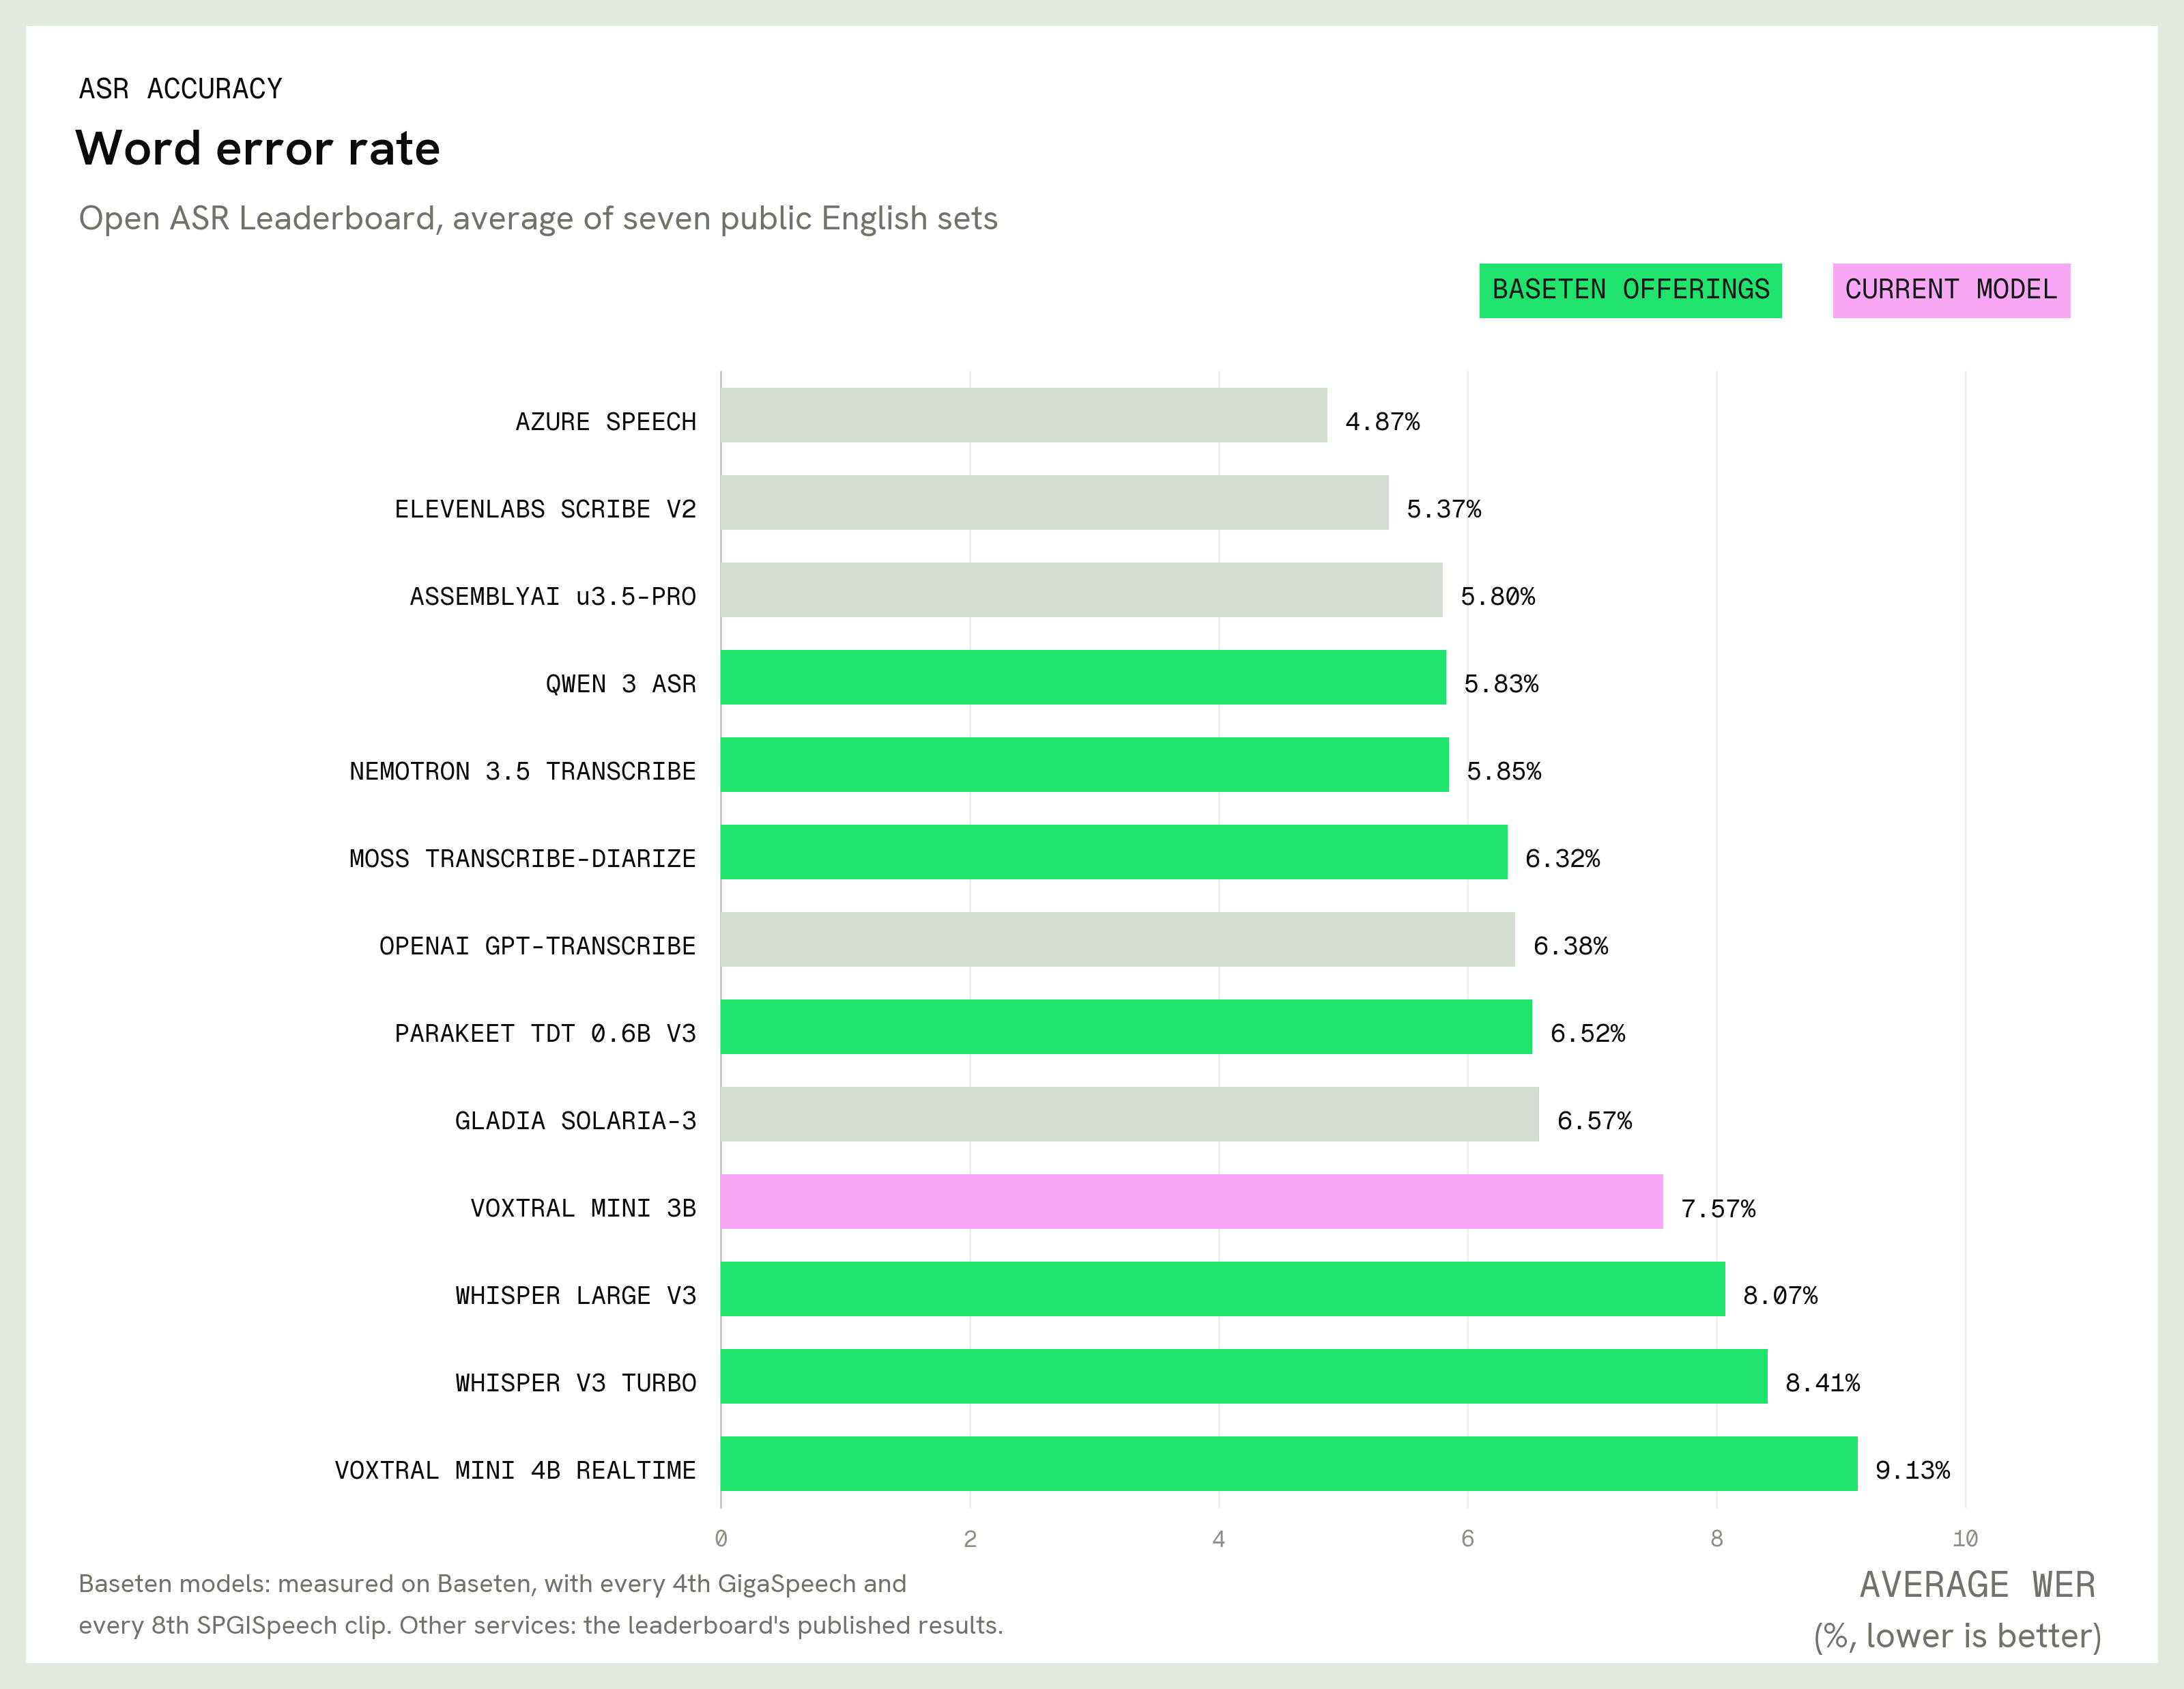 ASR ACCURACY
Word error rate
Open ASR Leaderboard, average of seven public English sets
BASETEN OFFERINGS CURRENT MODEL
AZURE SPEECH 4.87%
ELEVENLABS SCRIBE V2 5.37%
ASSEMBLYAI u3.5-PRO 5.80%
QWEN 3 ASR 5.83%
NEMOTRON 3.5 TRANSCRIBE 5.85%
MOSS TRANSCRIBE-DIARIZE 6.32%
OPENAI GPT-TRANSCRIBE 6.38%
PARAKEET TDT 0.6B V3 6.52%
GLADIA SOLARIA-3 6.57%
VOXTRAL MINI 3B 7.57%
WHISPER LARGE V3 8.07%
WHISPER V3 TURBO 8.41%
VOXTRAL MINI 4B REALTIME 9.13%
0 2 4 6 8 10
Baseten models: measured on Baseten, with every 4th GigaSpeech and
every 8th SPGISpeech clip. Other services: the leaderboard's published results.
AVERAGE WER
(%, lower is better)